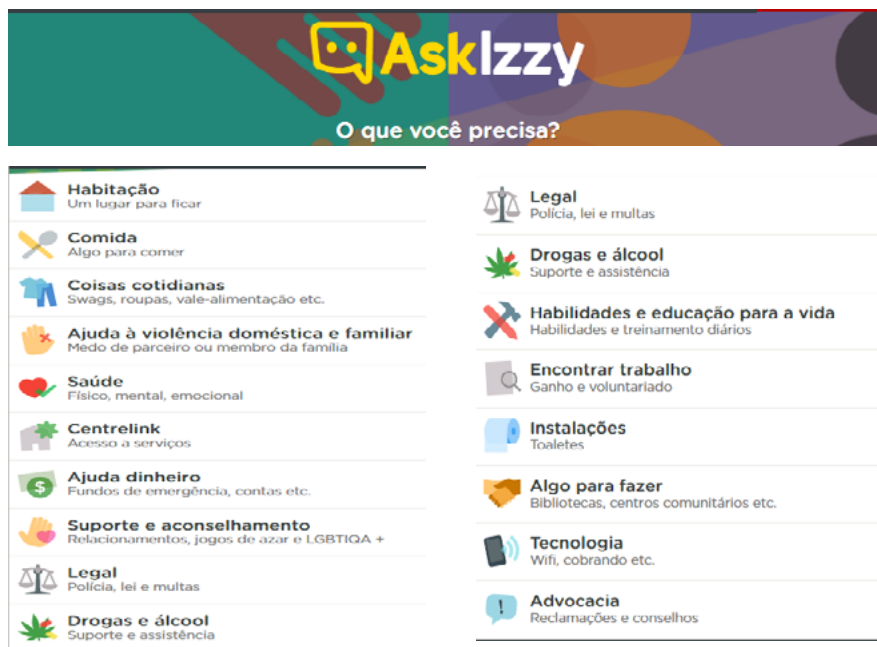 AskIzzy
O que você precisa?
Habitação
Um lugar para ficar
Comida
Algo para comer
Coisas cotidianas
Swags, roupas, vale-alimentação etc.
Ajuda à violência doméstica e familiar
Medo de parceiro ou membro da família
Saúde
Físico, mental, emocional
Centrelink
Acesso a serviços
Ajuda dinheiro
Fundos de emergência, contas etc.
Suporte e aconselhamento
Relacionamentos, jogos de azar e LGBTIQA +
Legal
Polícia, lei e multas
Drogas e álcool
Suporte e assistência
Legal
Polícia, lei e multas
Drogas e álcool
Suporte e assistência
Habilidades e educação para a vida
Habilidades e treinamento diários
Encontrar trabalho
Ganho e voluntariado
Instalações
Toaletes
Algo para fazer
Bibliotecas, centros comunitários etc.
Tecnologia
Wifi, cobrando etc.
Advocacia
Reclamações e conselhos